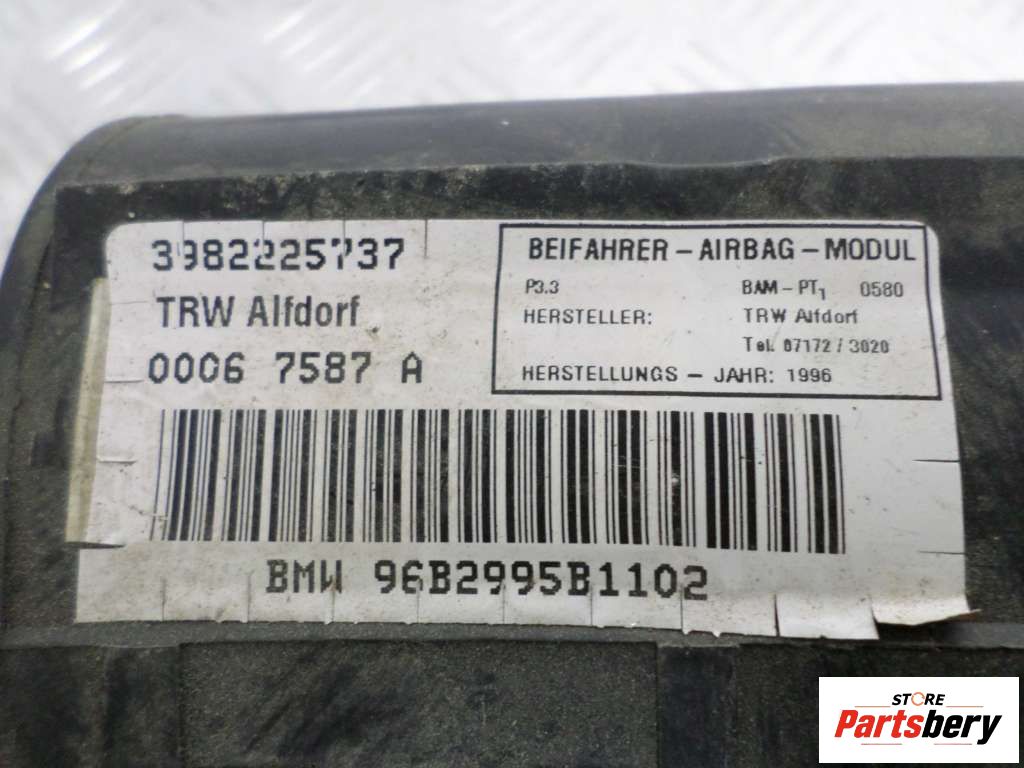 3982225737
TRW Alfdorf
0006 7587 A
BEIFAHRER - AIRBAG - MODUL
P3.3 BAM - PT1 0580
HERSTELLER: TRW Alfdorf
Tel. 07172 / 3020
HERSTELLUNGS - JAHR: 1996
BMW 96B2995B1102
STORE
Partsbery